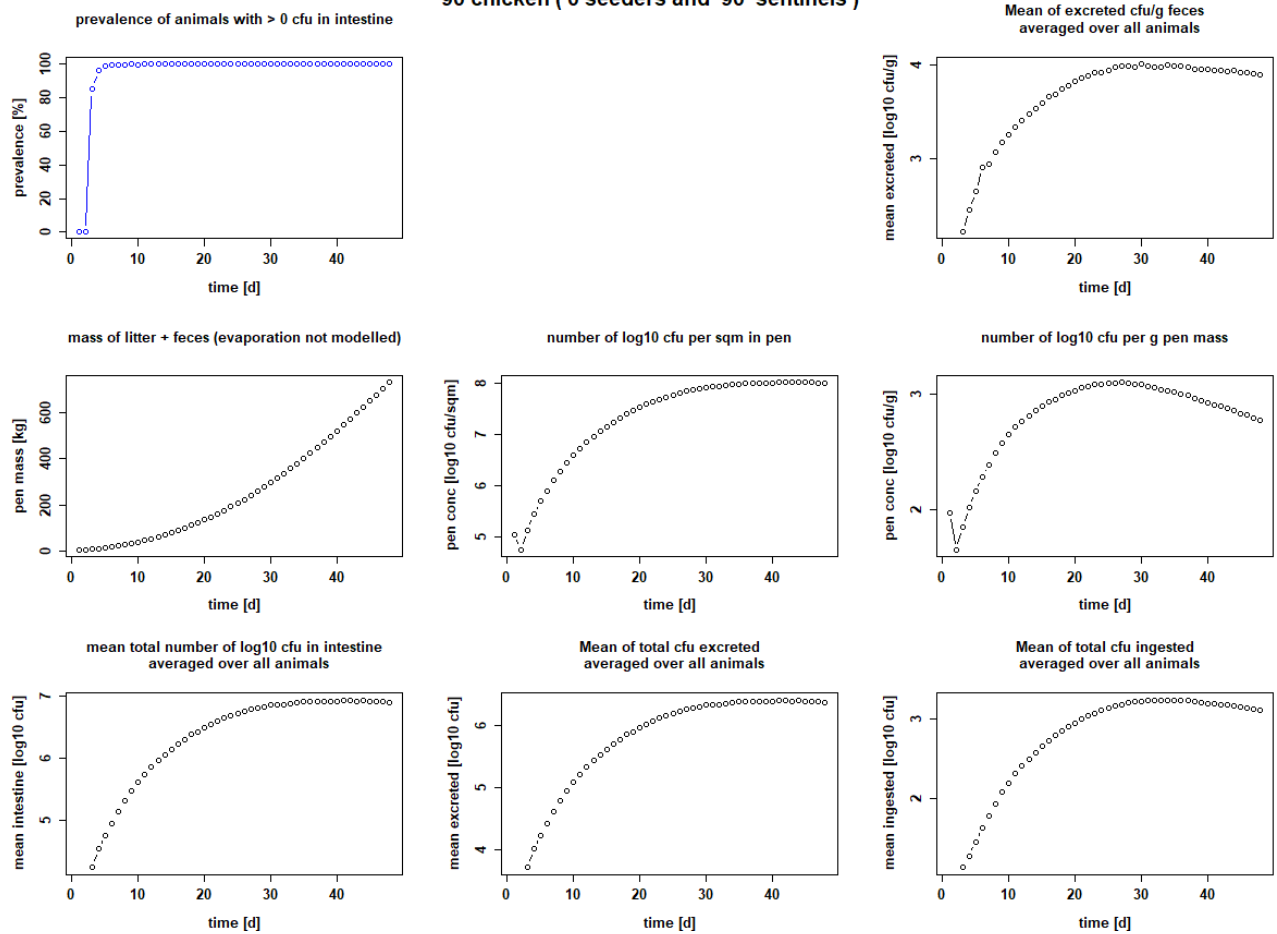 90 chicken ( 0 seeders and 90 sentinels )
prevalence of animals with > 0 cfu in intestine
prevalence [%]
0 20 40 60 80 100
0 10 20 30 40
time [d]
Mean of excreted cfu/g feces
averaged over all animals
mean excreted [log10 cfu/g]
3 4
0 10 20 30 40
time [d]
mass of litter + feces (evaporation not modelled)
pen mass [kg]
0 200 400 600
0 10 20 30 40
time [d]
number of log10 cfu per sqm in pen
pen conc [log10 cfu/sqm]
5 6 7 8
0 10 20 30 40
time [d]
number of log10 cfu per g pen mass
pen conc [log10 cfu/g]
2 3
0 10 20 30 40
time [d]
mean total number of log10 cfu in intestine
averaged over all animals
mean intestine [log10 cfu]
5 6 7
0 10 20 30 40
time [d]
Mean of total cfu excreted
averaged over all animals
mean excreted [log10 cfu]
4 5 6
0 10 20 30 40
time [d]
Mean of total cfu ingested
averaged over all animals
mean ingested [log10 cfu]
2 3
0 10 20 30 40
time [d]